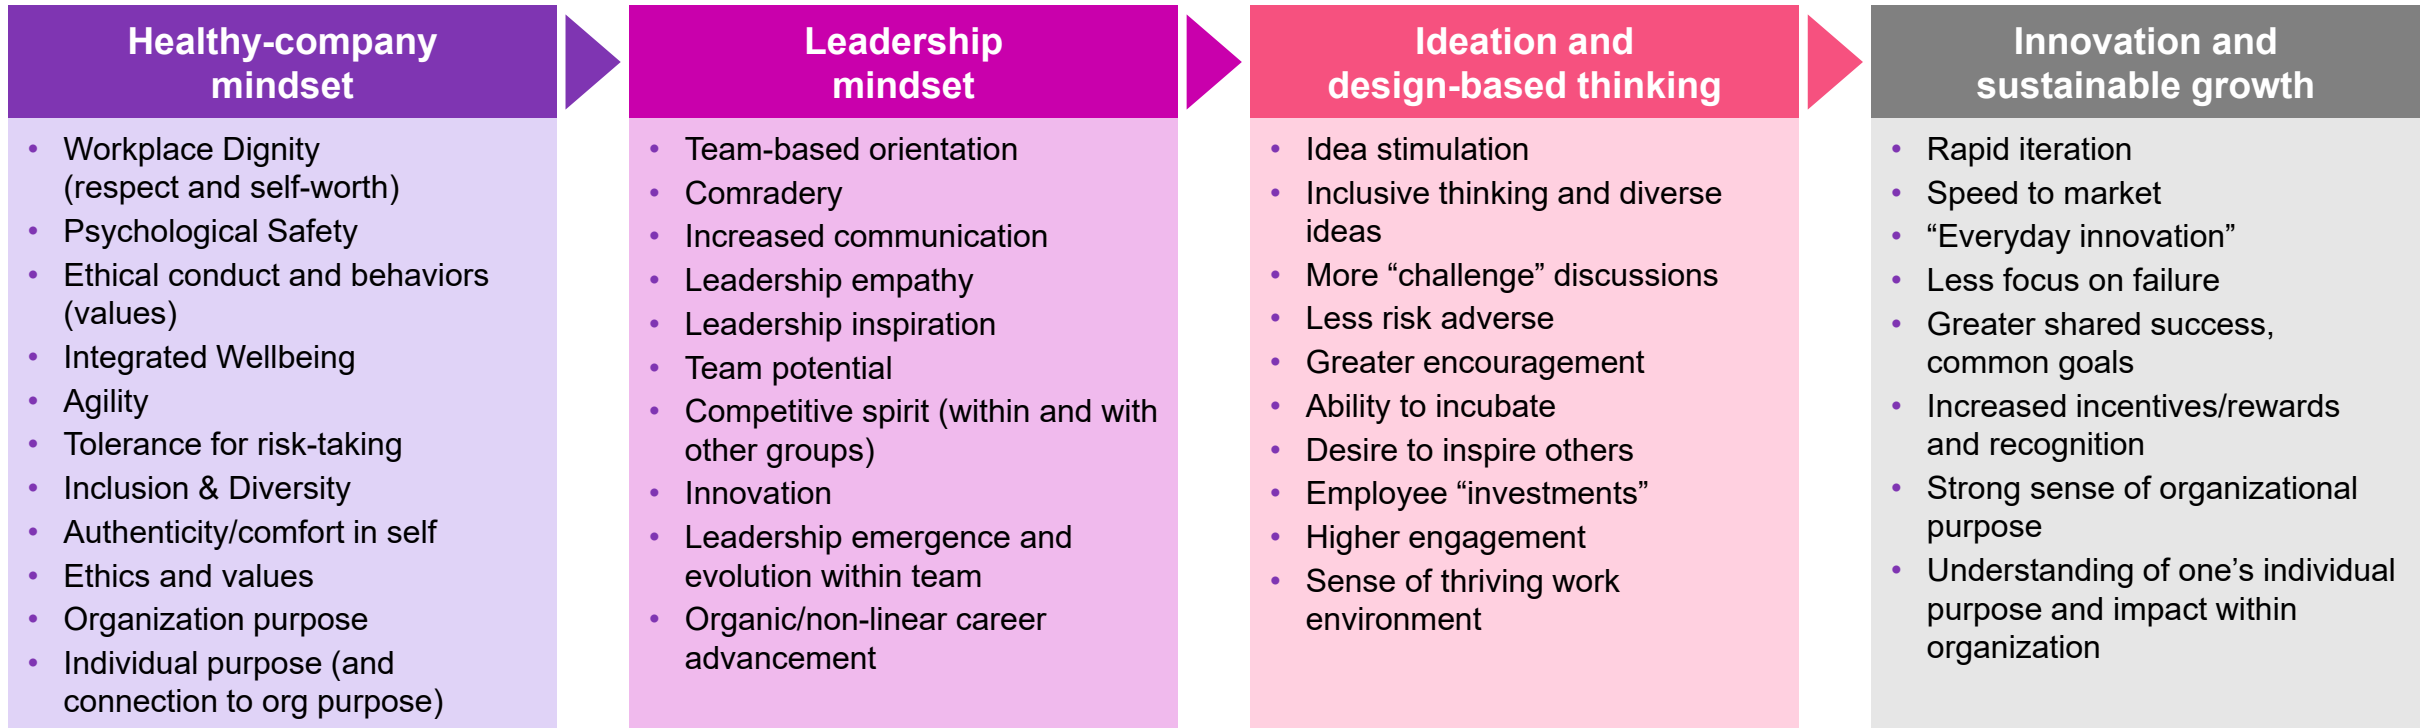 Healthy-company
mindset
• Workplace Dignity
(respect and self-worth)
• Psychological Safety
• Ethical conduct and behaviors
(values)
• Integrated Wellbeing
• Agility
• Tolerance for risk-taking
• Inclusion & Diversity
• Authenticity/comfort in self
• Ethics and values
• Organization purpose
• Individual purpose (and
connection to org purpose)
Leadership
mindset
• Team-based orientation
• Comradery
• Increased communication
• Leadership empathy
• Leadership inspiration
• Team potential
• Competitive spirit (within and with
other groups)
• Innovation
• Leadership emergence and
evolution within team
• Organic/non-linear career
advancement
Ideation and
design-based thinking
• Idea stimulation
• Inclusive thinking and diverse
ideas
• More “challenge” discussions
• Less risk adverse
• Greater encouragement
• Ability to incubate
• Desire to inspire others
• Employee “investments”
• Higher engagement
• Sense of thriving work
environment
Innovation and
sustainable growth
• Rapid iteration
• Speed to market
• “Everyday innovation”
• Less focus on failure
• Greater shared success,
common goals
• Increased incentives/rewards
and recognition
• Strong sense of organizational
purpose
• Understanding of one’s individual
purpose and impact within
organization